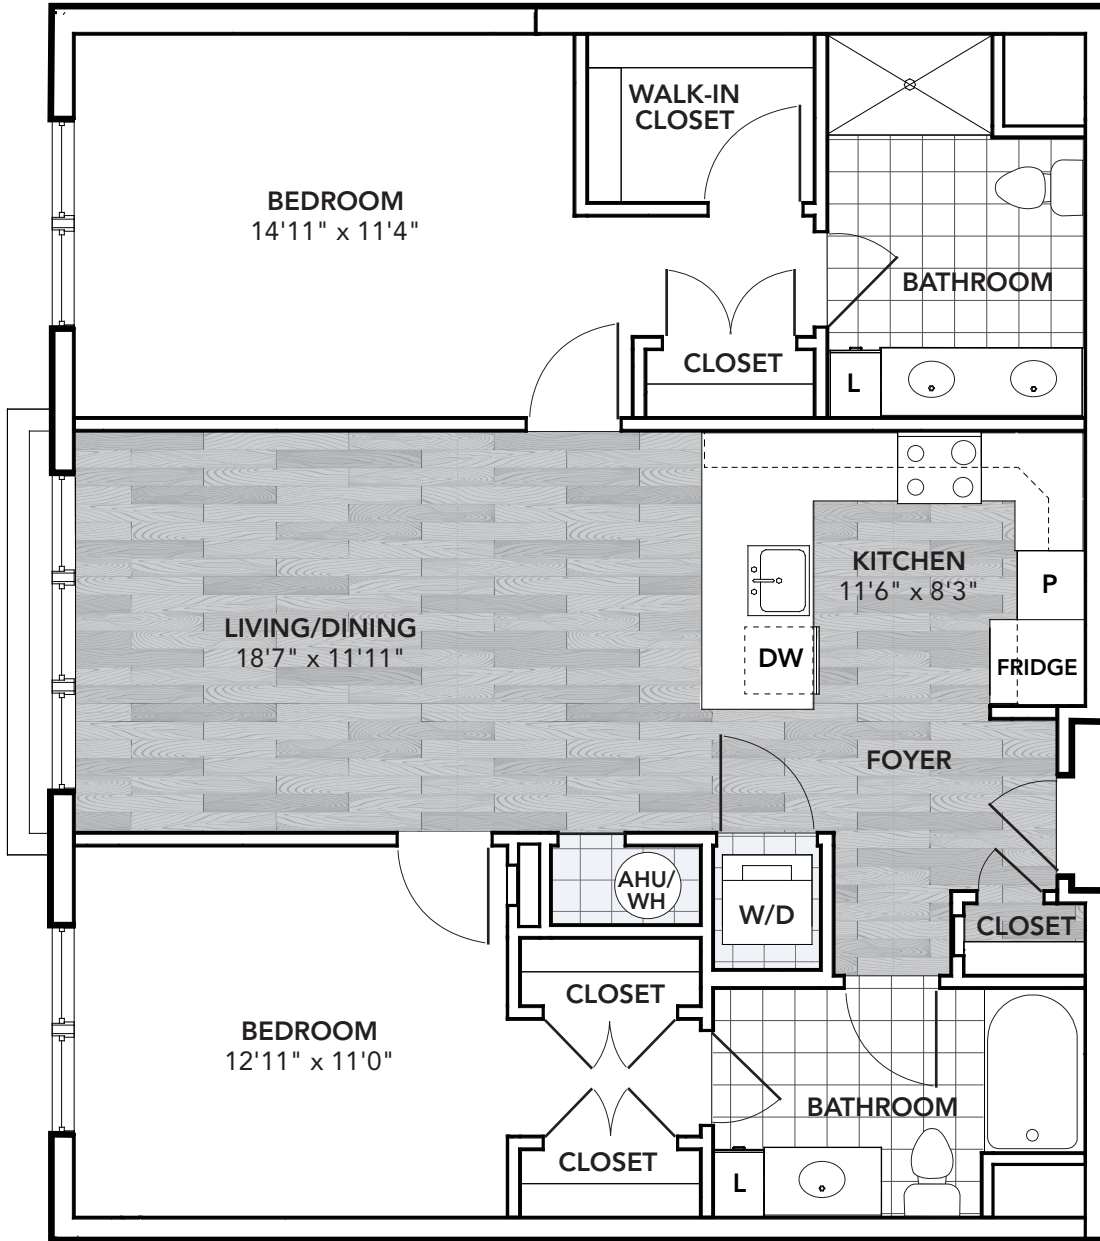 WALK-IN
CLOSET
BEDROOM
14'11" x 11'4"
BATHROOM
CLOSET
L
KITCHEN
11'6" x 8'3"
P
LIVING/DINING
18'7" x 11'11"
DW
FRIDGE
FOYER
AHU/
WH
W/D
CLOSET
CLOSET
BEDROOM
12'11" x 11'0"
BATHROOM
CLOSET
L